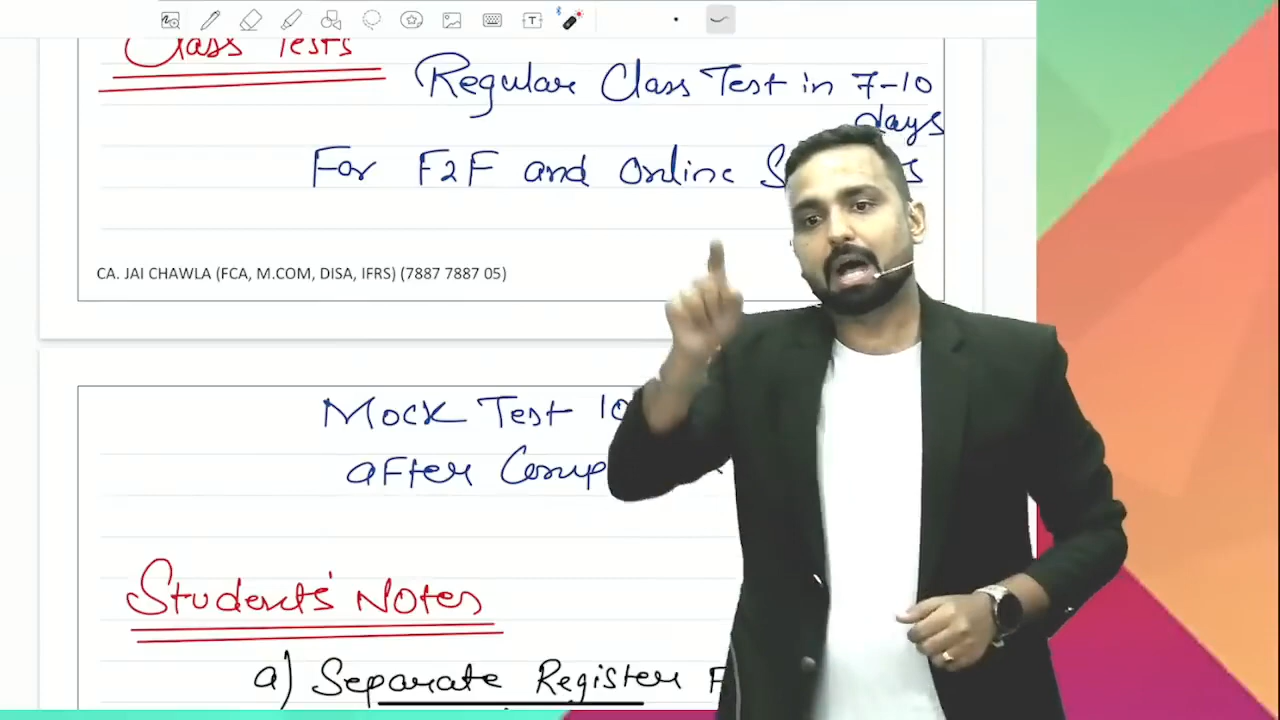 Class Tests
Regular Class Test in 7-10
days
For F2F and Online
CA. JAI CHAWLA (FCA, M.COM, DISA, IFRS) (7887 7887 05)
Mock Test
after
Student's Notes
a) Separate Register